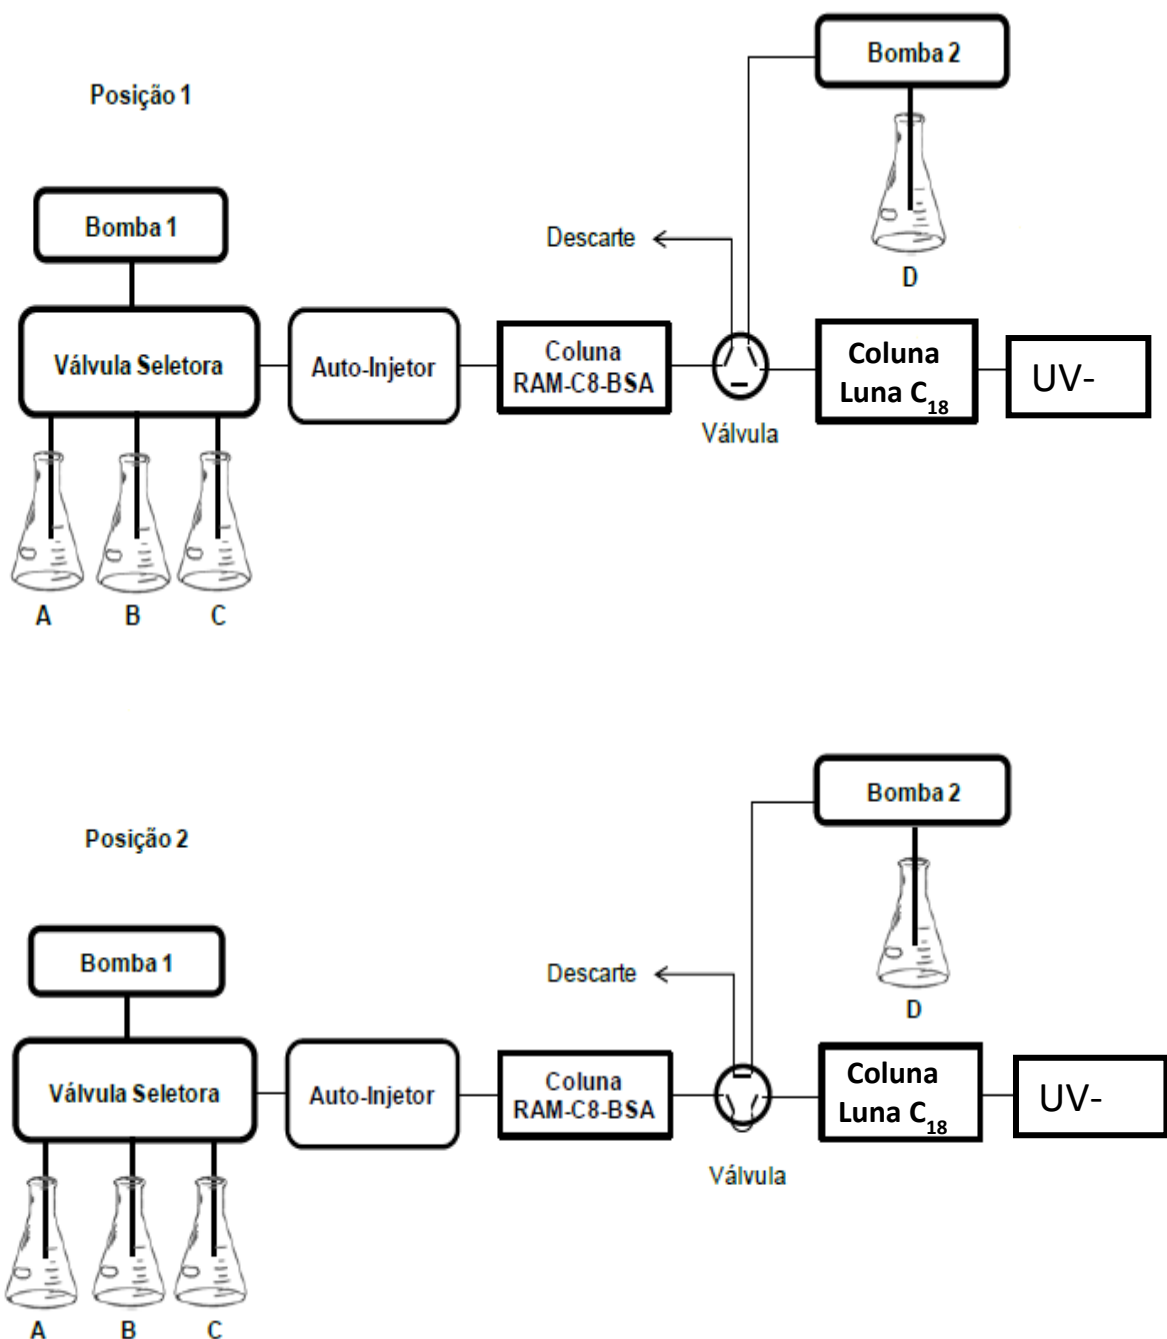 Posição 1
Bomba 2
Bomba 1
Descarte
D
Válvula Seletora
Auto-Injetor
Coluna
RAM-C8-BSA
Válvula
Coluna
Luna C18
UV-
A
B
C
Posição 2
Bomba 2
Bomba 1
Descarte
D
Válvula Seletora
Auto-Injetor
Coluna
RAM-C8-BSA
Válvula
Coluna
Luna C18
UV-
A
B
C